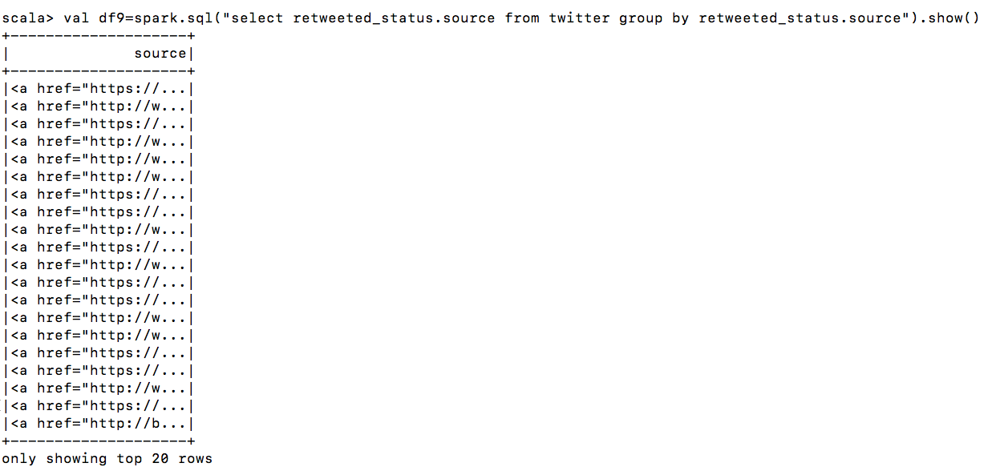 scala> val df9=spark.sql("select retweeted_status.source from twitter group by retweeted_status.source").show()
+--------------------+
|              source|
+--------------------+
|<a href="https://...|
|<a href="http://w...|
|<a href="https://...|
|<a href="http://w...|
|<a href="http://w...|
|<a href="http://w...|
|<a href="https://...|
|<a href="https://...|
|<a href="http://w...|
|<a href="https://...|
|<a href="http://w...|
|<a href="https://...|
|<a href="https://...|
|<a href="http://w...|
|<a href="http://w...|
|<a href="https://...|
|<a href="https://...|
|<a href="http://w...|
|<a href="https://...|
|<a href="http://b...|
+--------------------+
only showing top 20 rows